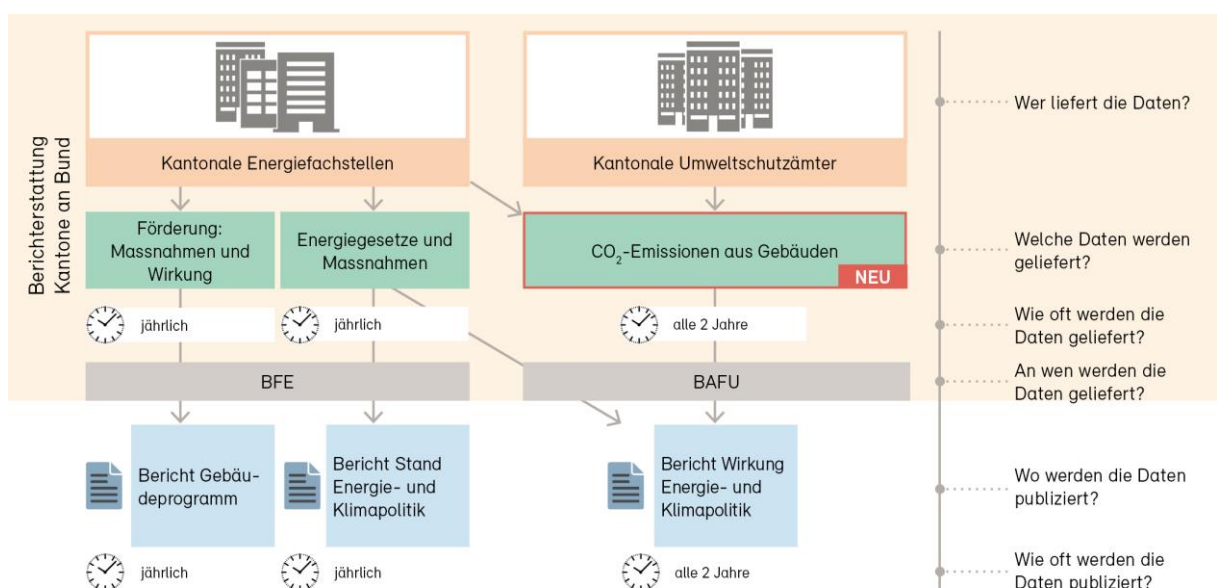 Berichterstattung
Kantone an Bund
Kantonale Energiefachstellen
Kantonale Umweltschutzämter
Wer liefert die Daten?
Förderung:
Massnahmen und
Wirkung
Energiegesetze und
Massnahmen
CO₂-Emissionen aus Gebäuden
NEU
Welche Daten werden
geliefert?
jährlich
jährlich
alle 2 Jahre
Wie oft werden die
Daten geliefert?
BFE
BAFU
An wen werden die
Daten geliefert?
Bericht Gebäu-
deprogramm
Bericht Stand
Energie- und
Klimapolitik
Bericht Wirkung
Energie- und
Klimapolitik
Wo werden die Daten
publiziert?
jährlich
jährlich
alle 2 Jahre
Wie oft werden die
Daten publiziert?